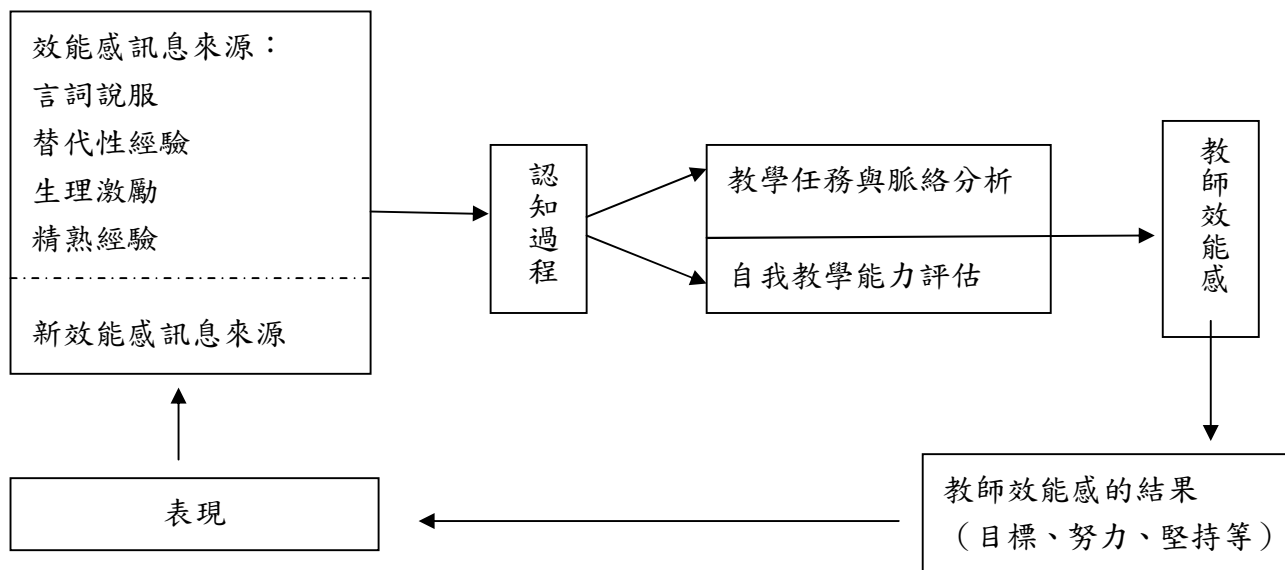 效能感訊息來源：
言詞說服
替代性經驗
生理激勵
精熟經驗
新效能感訊息來源
認知過程
教學任務與脈絡分析
自我教學能力評估
教師效能感
教師效能感的結果
（目標、努力、堅持等）
表現